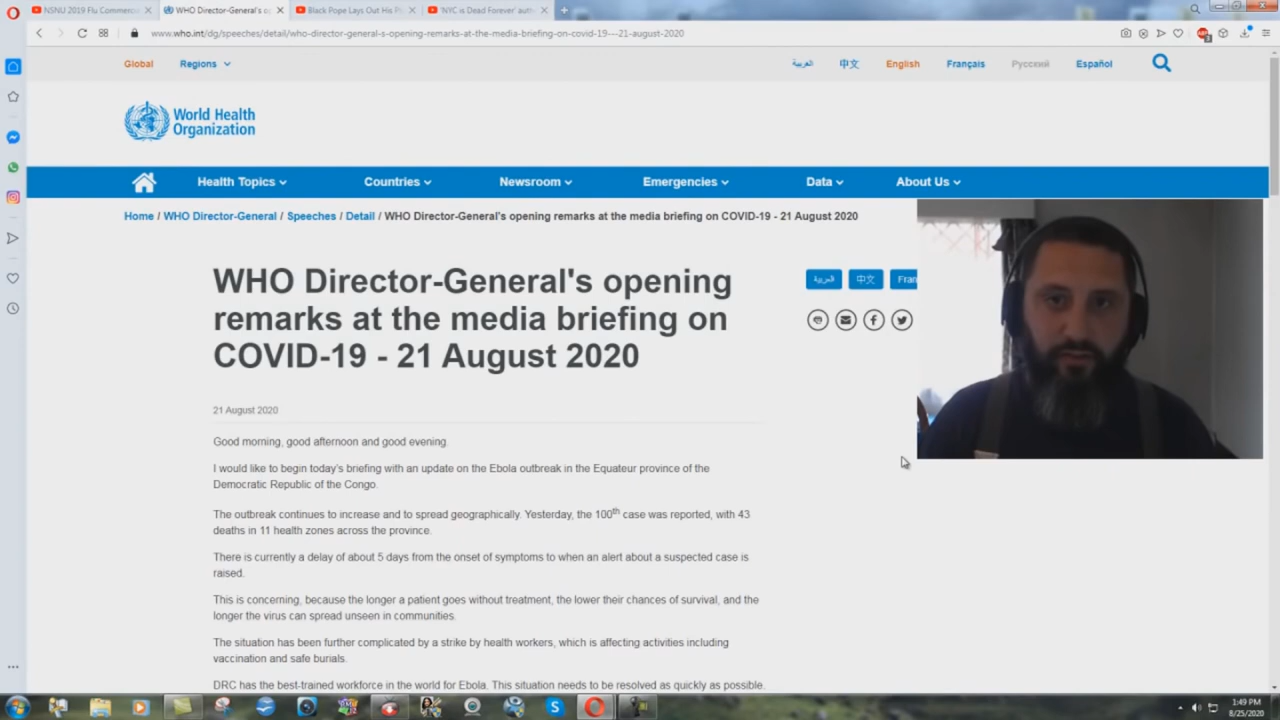 NSNU 2019 Flu Commerc
WHO Director-General's o
Black Pope Lays Out His P
'NYC is Dead Forever' auth
www.who.int/dg/speeches/detail/who-director-general-s-opening-remarks-at-the-media-briefing-on-covid-19---21-august-2020
Global Regions
العربية 中文 English Français Русский Español
World Health
Organization
Health Topics Countries Newsroom Emergencies Data About Us
Home / WHO Director-General / Speeches / Detail / WHO Director-General's opening remarks at the media briefing on COVID-19 - 21 August 2020
WHO Director-General's opening
remarks at the media briefing on
COVID-19 - 21 August 2020
العربية 中文 Fran
21 August 2020
Good morning, good afternoon and good evening.
I would like to begin today's briefing with an update on the Ebola outbreak in the Equateur province of the
Democratic Republic of the Congo.
The outbreak continues to increase and to spread geographically. Yesterday, the 100th case was reported, with 43
deaths in 11 health zones across the province.
There is currently a delay of about 5 days from the onset of symptoms to when an alert about a suspected case is
raised.
This is concerning, because the longer a patient goes without treatment, the lower their chances of survival, and the
longer the virus can spread unseen in communities.
The situation has been further complicated by a strike by health workers, which is affecting activities including
vaccination and safe burials.
DRC has the best-trained workforce in the world for Ebola. This situation needs to be resolved as quickly as possible.
1:49 PM
8/25/2020